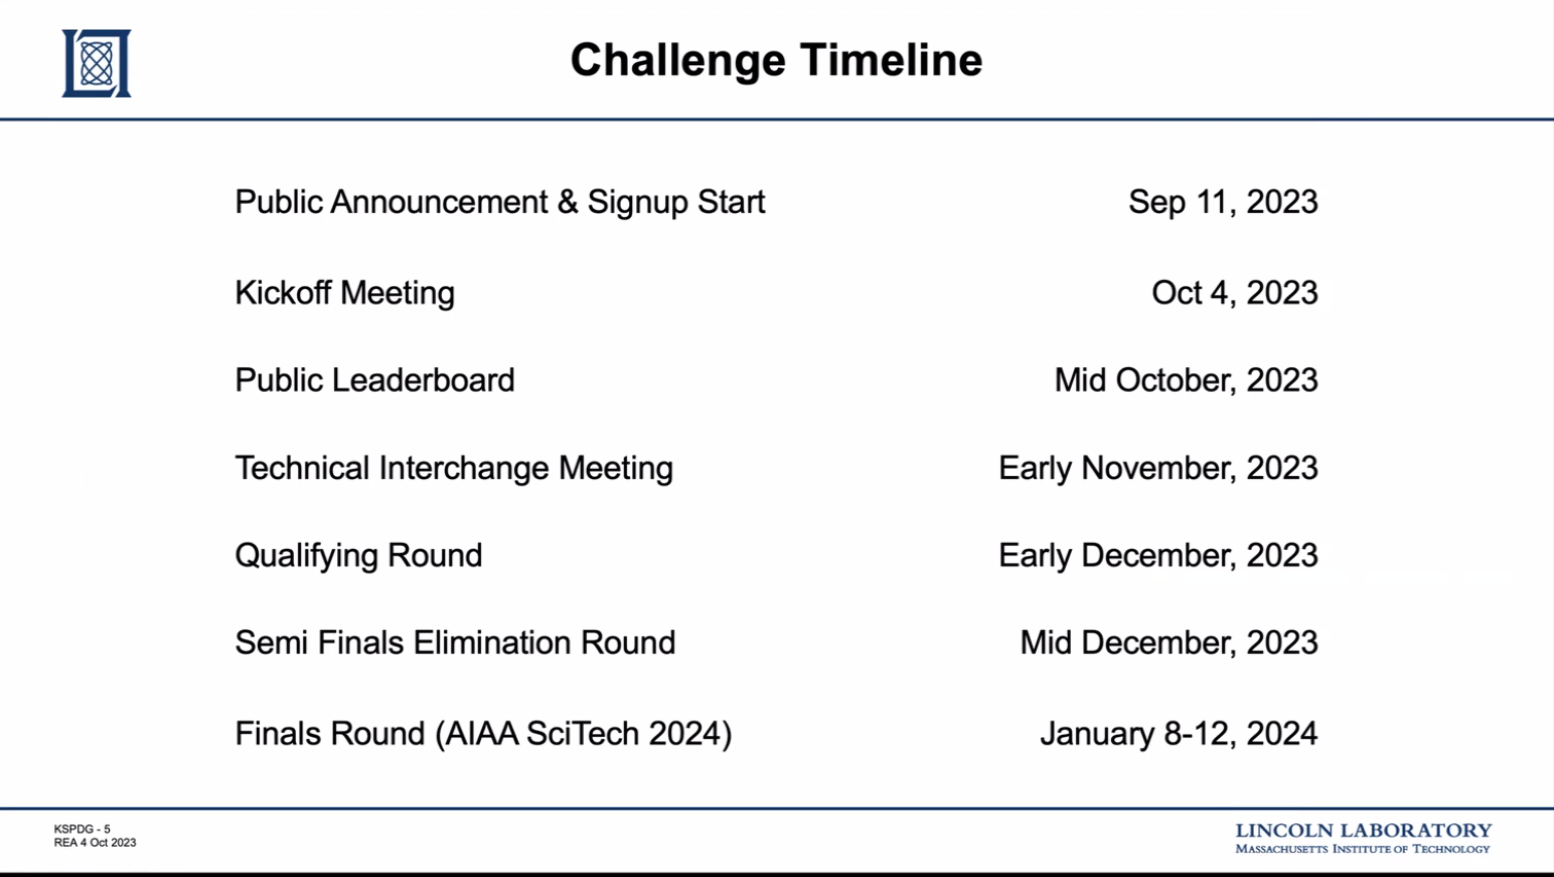 Challenge Timeline
Public Announcement & Signup Start Sep 11, 2023
Kickoff Meeting Oct 4, 2023
Public Leaderboard Mid October, 2023
Technical Interchange Meeting Early November, 2023
Qualifying Round Early December, 2023
Semi Finals Elimination Round Mid December, 2023
Finals Round (AIAA SciTech 2024) January 8-12, 2024
KSPDG - 5
REA 4 Oct 2023
LINCOLN LABORATORY
MASSACHUSETTS INSTITUTE OF TECHNOLOGY